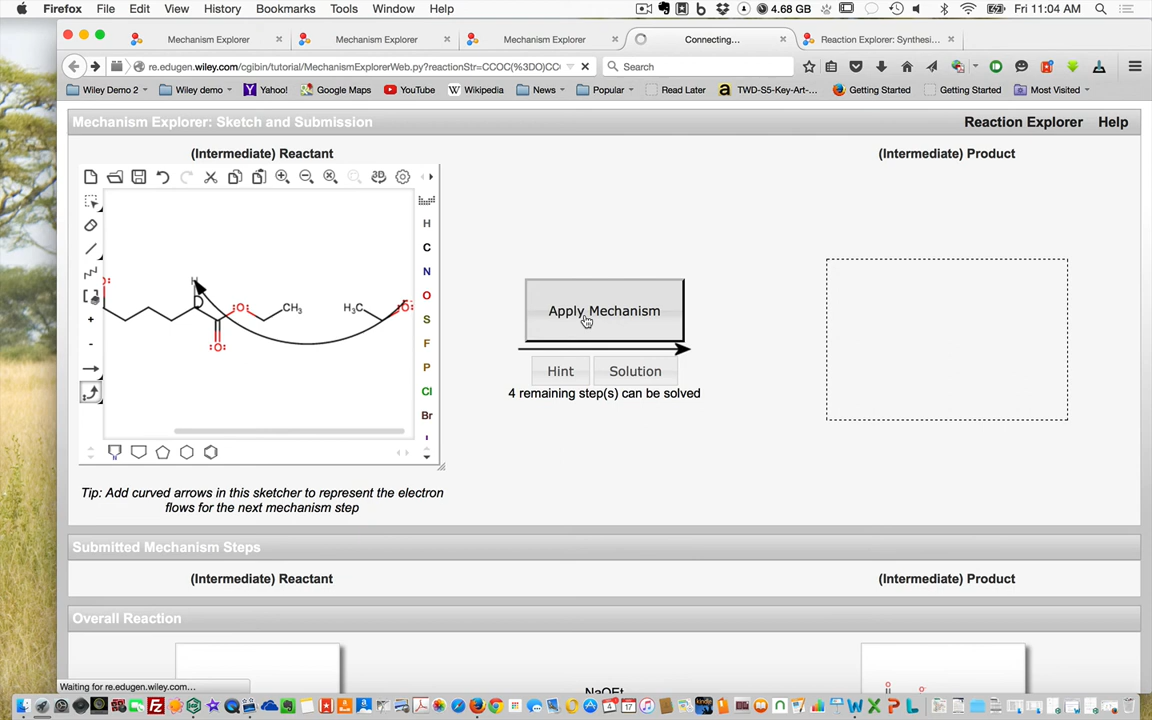 Firefox File Edit View History Bookmarks Tools Window Help 4.68 GB Fri 11:04 AM
Mechanism Explorer Mechanism Explorer Mechanism Explorer Connecting... Reaction Explorer: Synthesi...
re.edugen.wiley.com/cgibin/tutorial/MechanismExplorerWeb.py?reactionStr=CCOC(%3DO)CC Search
Wiley Demo 2 Wiley demo Yahoo! Google Maps YouTube Wikipedia News Popular Read Later TWD-S5-Key-Art-... Getting Started Getting Started Most Visited
Mechanism Explorer: Sketch and Submission Reaction Explorer Help
(Intermediate) Reactant (Intermediate) Product
3D
H
C
N
O
S
F
P
Cl
Br
I
H
:O: CH3 H3C O:
:O:
Apply Mechanism
Hint Solution
4 remaining step(s) can be solved
Tip: Add curved arrows in this sketcher to represent the electron
flows for the next mechanism step
Submitted Mechanism Steps
(Intermediate) Reactant (Intermediate) Product
Overall Reaction
Waiting for re.edugen.wiley.com...
NaOEt